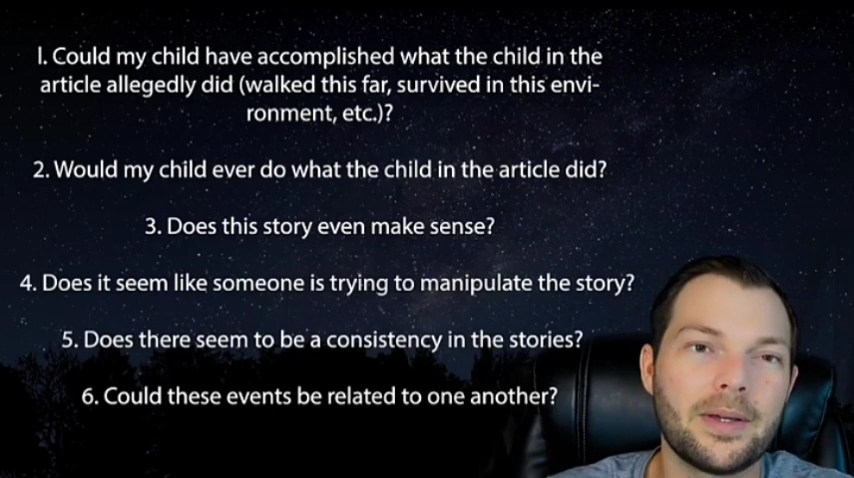 1. Could my child have accomplished what the child in the
article allegedly did (walked this far, survived in this envi-
ronment, etc.)?
2. Would my child ever do what the child in the article did?
3. Does this story even make sense?
4. Does it seem like someone is trying to manipulate the story?
5. Does there seem to be a consistency in the stories?
6. Could these events be related to one another?